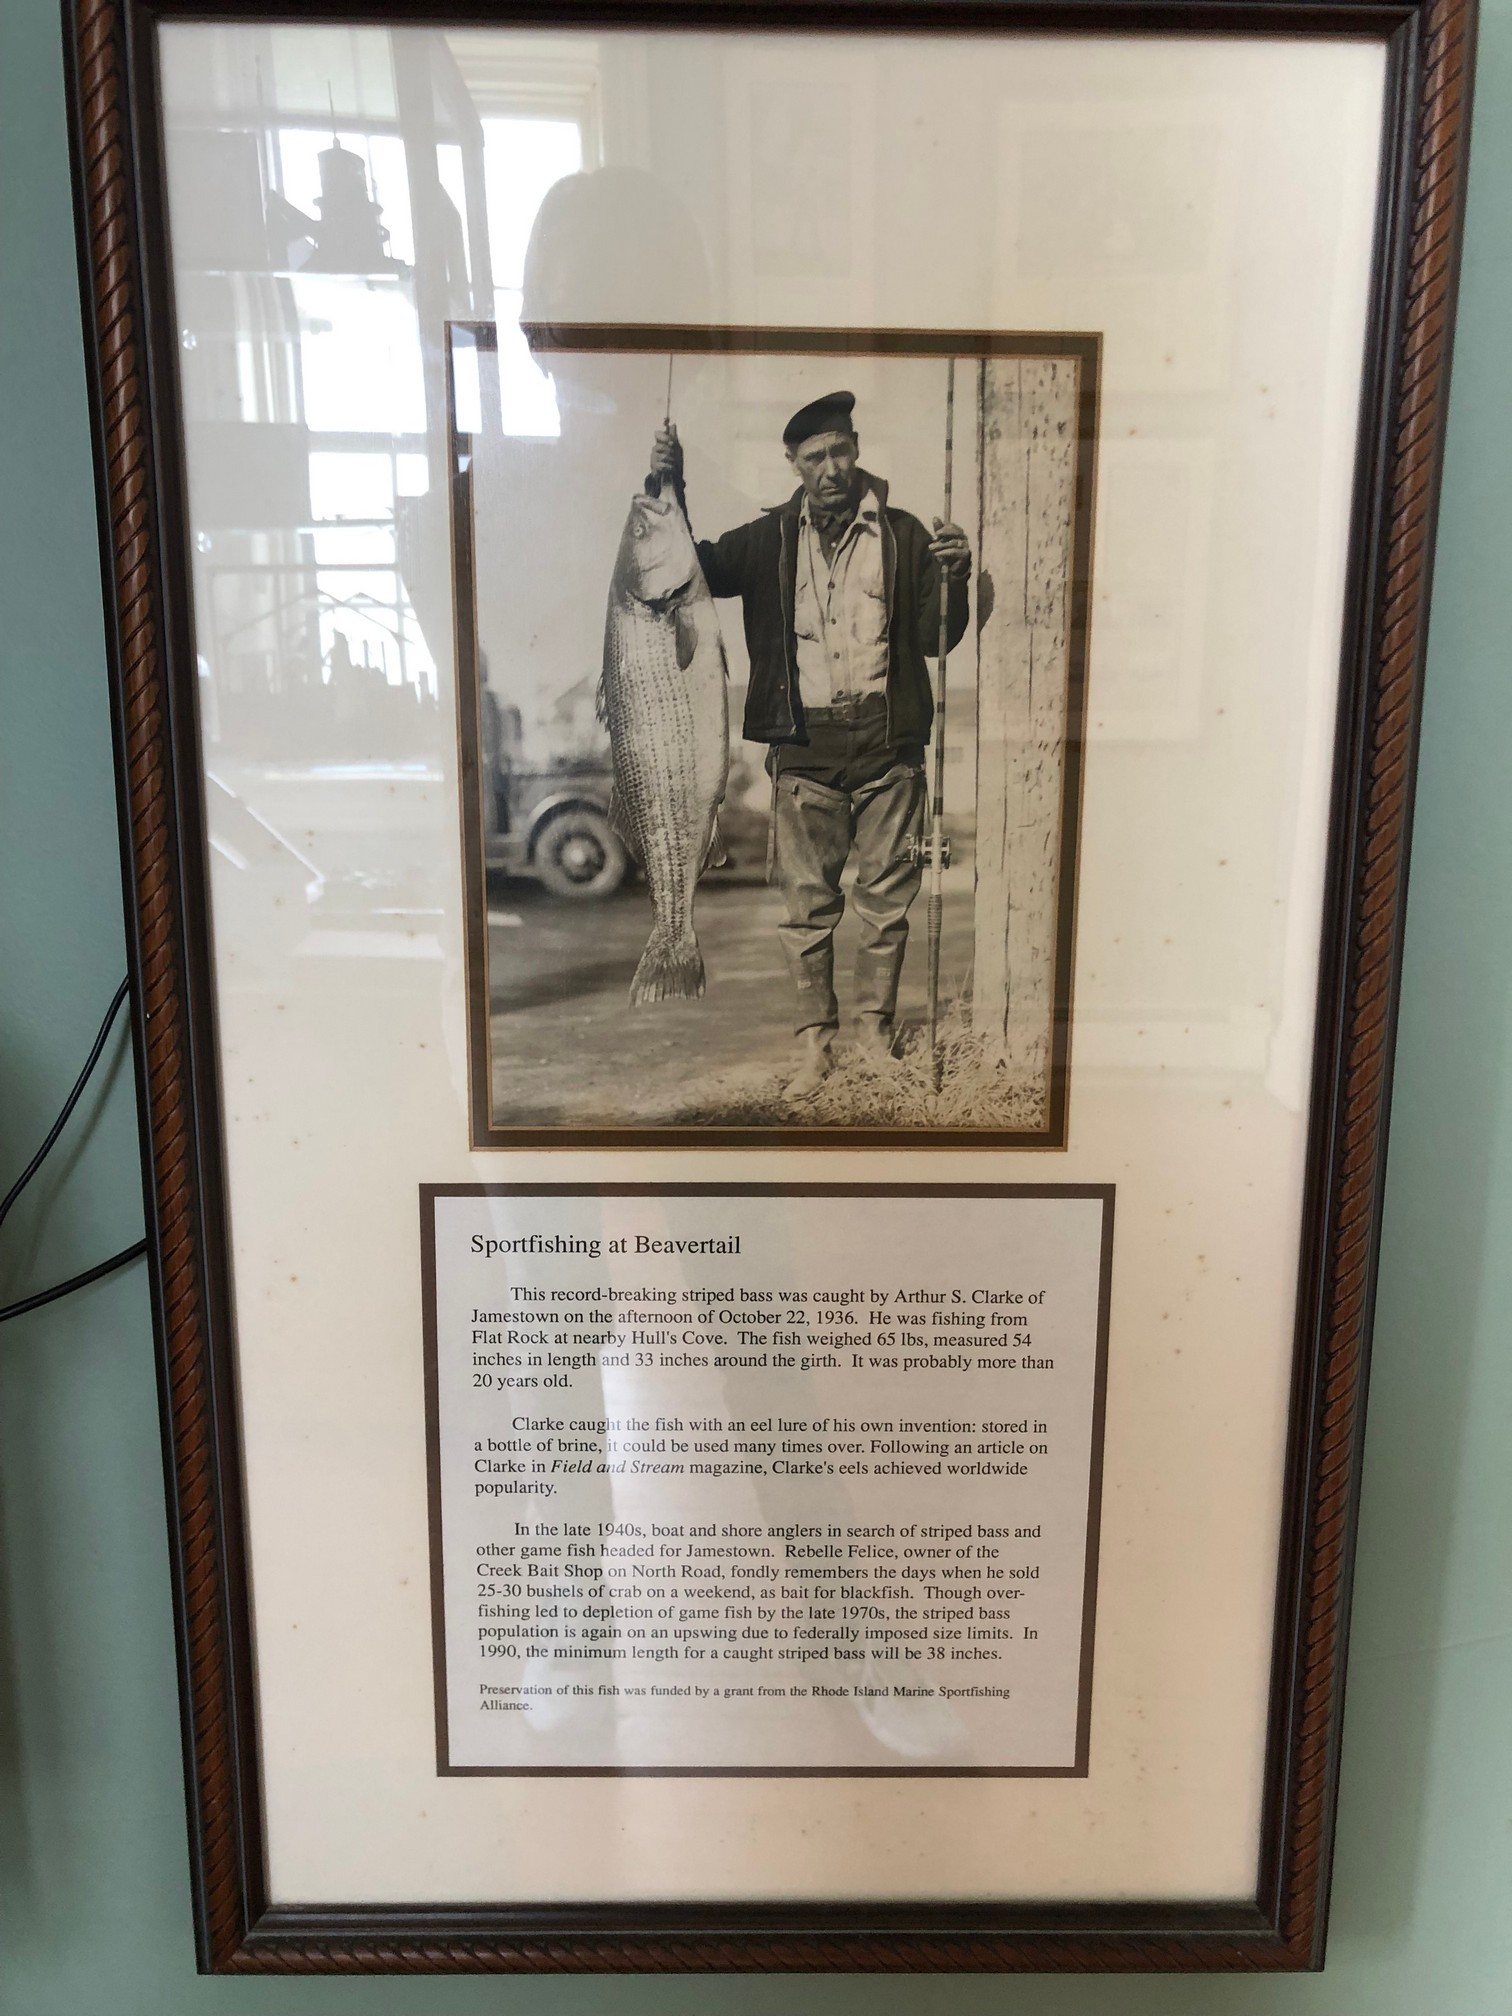 Sportfishing at Beavertail
This record-breaking striped bass was caught by Arthur S. Clarke of
Jamestown on the afternoon of October 22, 1936. He was fishing from
Flat Rock at nearby Hull's Cove. The fish weighed 65 lbs, measured 54
inches in length and 33 inches around the girth. It was probably more than
20 years old.
Clarke caught the fish with an eel lure of his own invention: stored in
a bottle of brine, it could be used many times over. Following an article on
Clarke in Field and Stream magazine, Clarke's eels achieved worldwide
popularity.
In the late 1940s, boat and shore anglers in search of striped bass and
other game fish headed for Jamestown. Rebelle Felice, owner of the
Creek Bait Shop on North Road, fondly remembers the days when he sold
25-30 bushels of crab on a weekend, as bait for blackfish. Though over-
fishing led to depletion of game fish by the late 1970s, the striped bass
population is again on an upswing due to federally imposed size limits. In
1990, the minimum length for a caught striped bass will be 38 inches.
Preservation of this fish was funded by a grant from the Rhode Island Marine Sportfishing
Alliance.